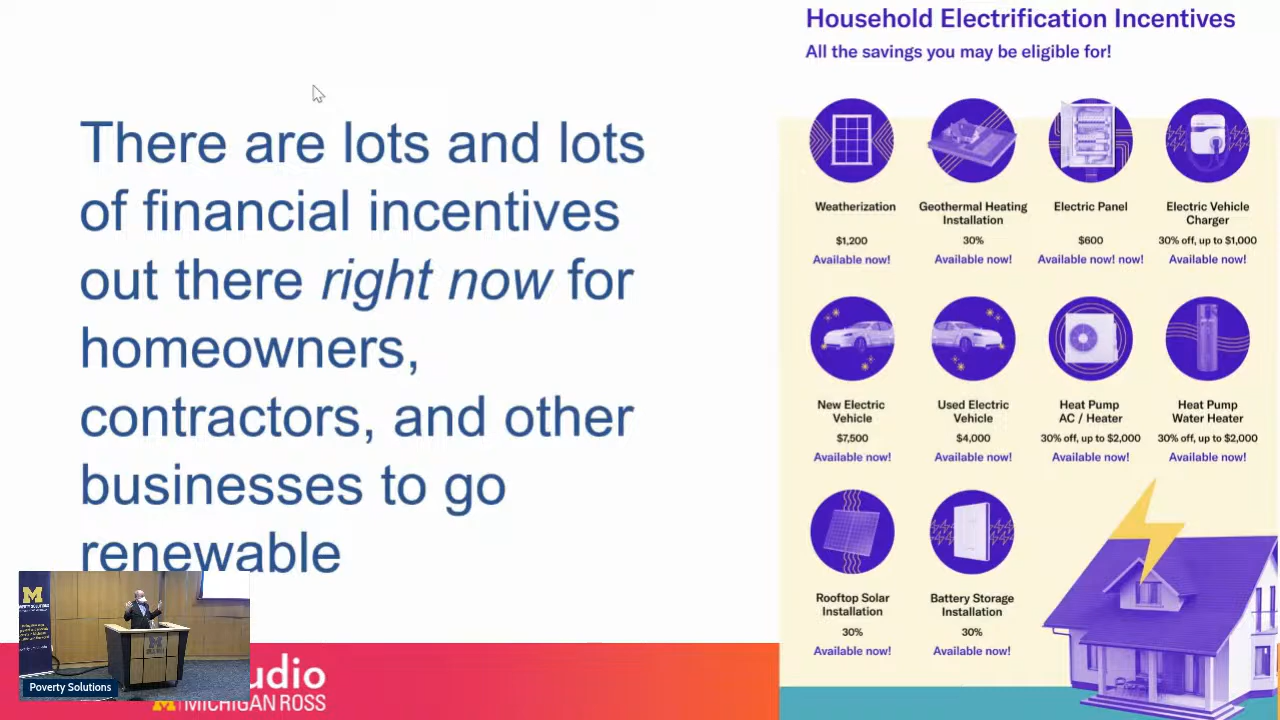 There are lots and lots
of financial incentives
out there right now for
homeowners,
contractors, and other
businesses to go
renewable
Household Electrification Incentives
All the savings you may be eligible for!
Weatherization
$1,200
Available now!
Geothermal Heating
Installation
30%
Available now!
Electric Panel
$600
Available now! now!
Electric Vehicle
Charger
30% off, up to $1,000
Available now!
New Electric
Vehicle
$7,500
Available now!
Used Electric
Vehicle
$4,000
Available now!
Heat Pump
AC / Heater
30% off, up to $2,000
Available now!
Heat Pump
Water Heater
30% off, up to $2,000
Available now!
Rooftop Solar
Installation
30%
Available now!
Battery Storage
Installation
30%
Available now!
M
Poverty Solutions
udio
M MICHIGAN ROSS